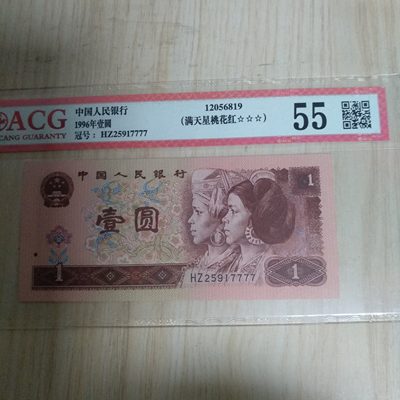 ACG
CANG GUARANTY
中国人民银行
1996年壹圆
冠号：HZ25917777
12056819
（满天星桃花红☆☆☆）
55
中国人民银行
1
壹圆
1
1
HZ25917777